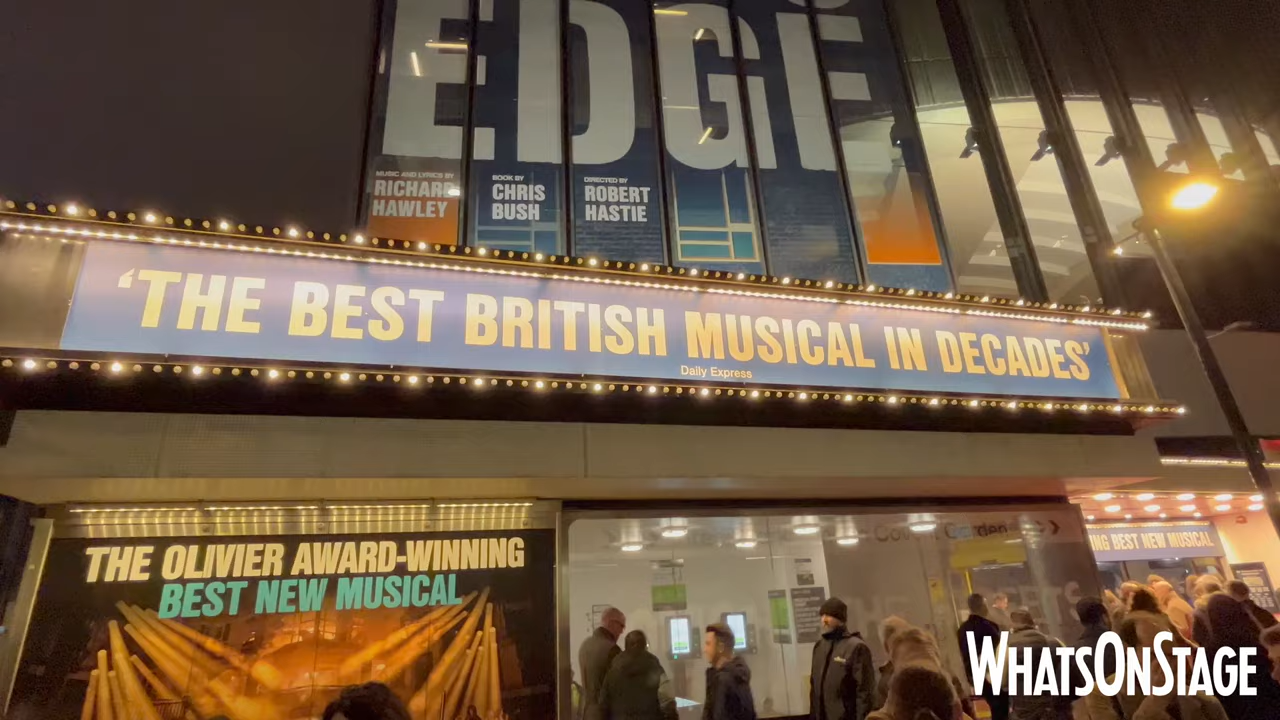 EDGE
MUSIC AND LYRICS BY
RICHARD
HAWLEY
BOOK BY
CHRIS
BUSH
DIRECTED BY
ROBERT
HASTIE
‘THE BEST BRITISH MUSICAL IN DECADES’
Daily Express
THE OLIVIER AWARD-WINNING
BEST NEW MUSICAL
Covent Garden
ING BEST NEW MUSICAL
WHATSONSTAGE